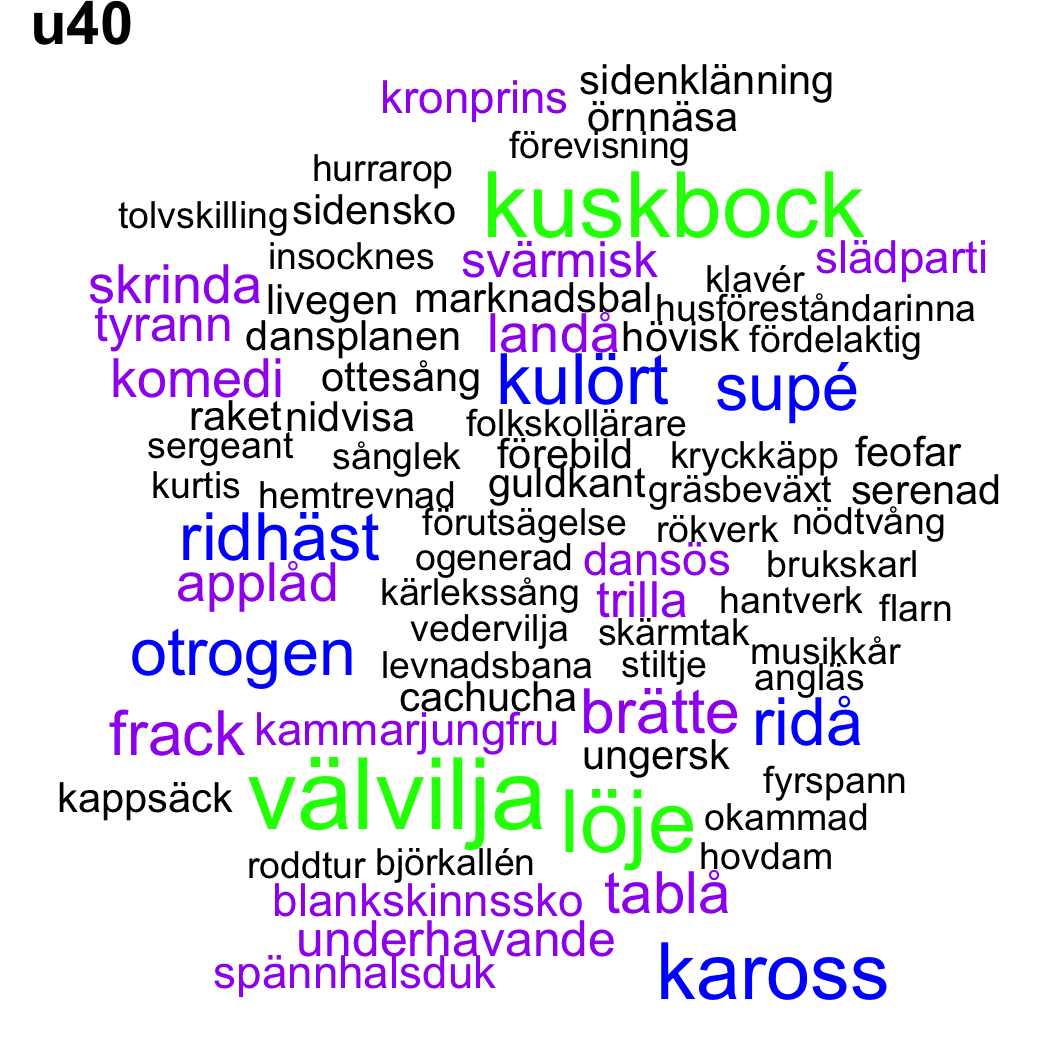 u40
sidenklänning
kronprins
örnnäsa
förevisning
hurrarop
kuskbock
tolvskilling sidensko
insocknes svärmisk slädparti
skrinda klavér
livegen marknadsbal husföreståndarinna
tyrann dansplanen landå hövisk fördelaktig
komedi ottesång kulört supé
raket nidvisa folkskollärare
sergeant sånglek förebild kryckkäpp feofar
kurtis hemtrevnad guldkant gräsbeväxt serenad
ridhäst förutsägelse rökverk nödtvång
applåd ogenerad dansös brukskarl
kärlekssång trilla hantverk flarn
otrogen vedervilja skärmtak musikkår
levnadsbana stiltje angläs
cachucha
frack kammarjungfru brätte ridå
ungersk
kappsäck välvilja löje fyrspann
okammad
roddtur björkallén hovdam
blankskinnssko tablå
underhavande
spännhalsduk kaross